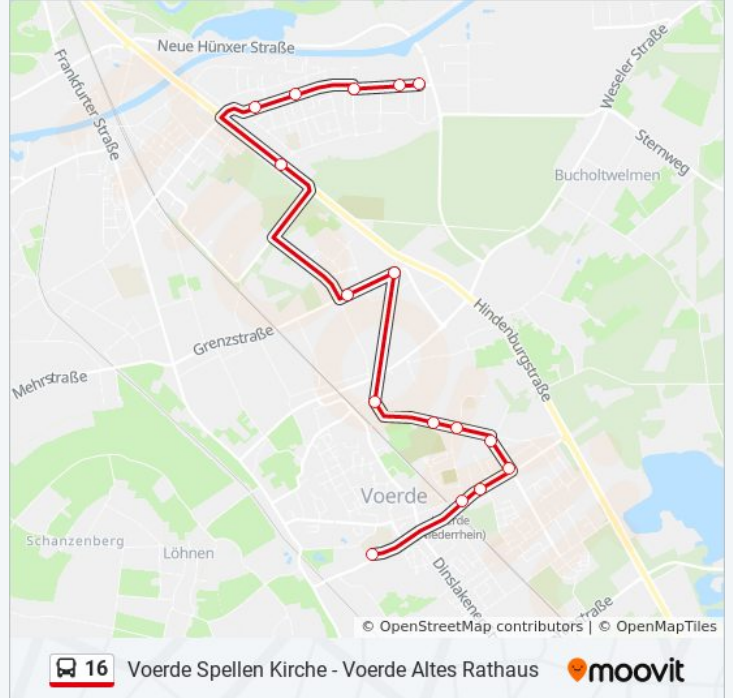 Neue Hünxer Straße
Frankfurter Straße
Weseler Straße
Sternweg
Bucholtwelmen
Hindenburgstraße
Grenzstraße
Mehrstraße
Voerde
Schanzenberg
Löhnen
© OpenStreetMap contributors | © OpenMapTiles
16 Voerde Spellen Kirche - Voerde Altes Rathaus moovit